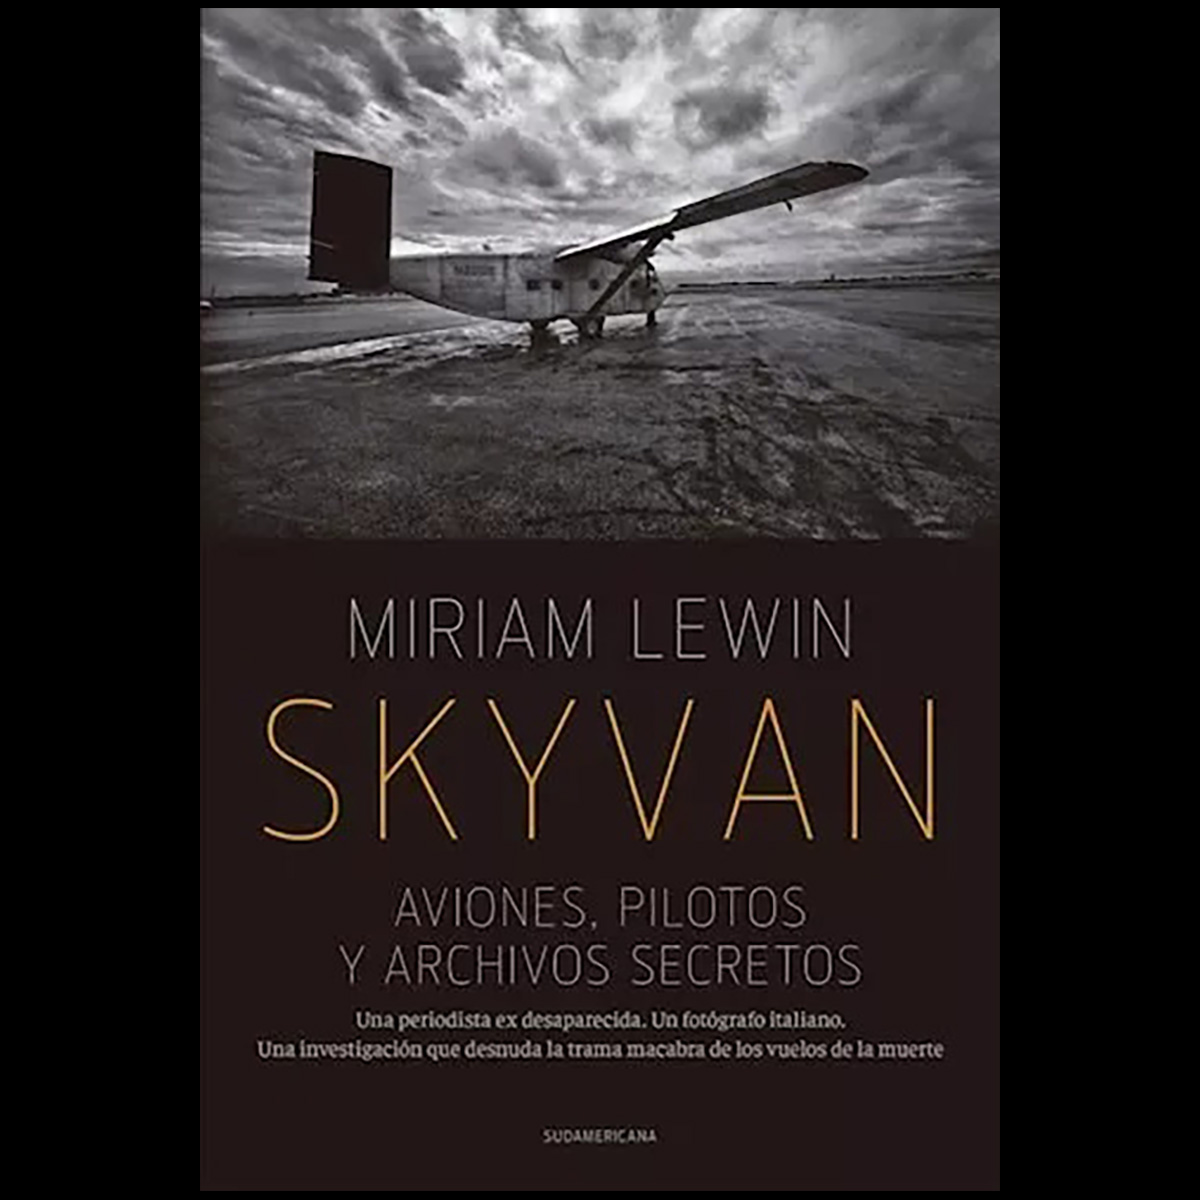 MIRIAM LEWIN
SKYVAN
AVIONES, PILOTOS
Y ARCHIVOS SECRETOS
Una periodista ex desaparecida. Un fotógrafo italiano.
Una investigación que desnuda la trama macabra de los vuelos de la muerte
SUDAMERICANA